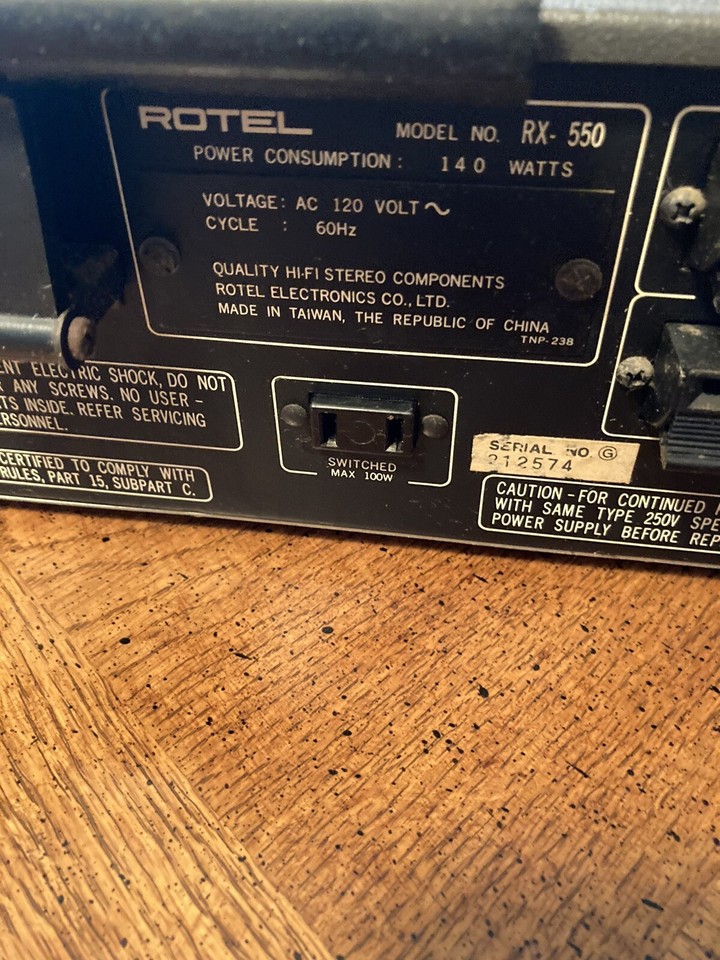 ROTEL MODEL NO. RX-550
POWER CONSUMPTION: 140 WATTS
VOLTAGE: AC 120 VOLT～
CYCLE : 60Hz
QUALITY HI-FI STEREO COMPONENTS
ROTEL ELECTRONICS CO., LTD.
MADE IN TAIWAN, THE REPUBLIC OF CHINA
TNP-238
ELECTRIC SHOCK, DO NOT
ANY SCREWS. NO USER-
INSIDE. REFER SERVICING
CERTIFIED TO COMPLY WITH
RULES, PART 15, SUBPART C.
SWITCHED
MAX 100W
SERIAL NO. G
212574
CAUTION-FOR CONTINUED
WITH SAME TYPE 250V
POWER SUPPLY BEFORE